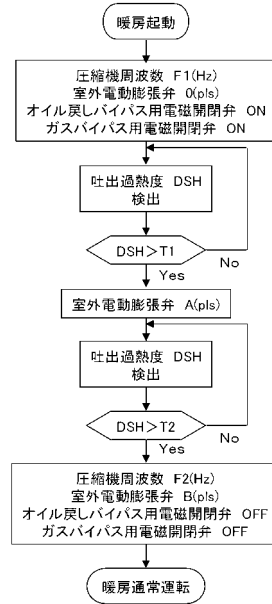 暖房起動
圧縮機周波数 F1(Hz)
室外電動膨張弁 0(pls)
オイル戻しバイパス用電磁開閉弁 ON
ガスバイパス用電磁開閉弁 ON
吐出過熱度 DSH
検出
DSH>T1
No
Yes
室外電動膨張弁 A(pls)
吐出過熱度 DSH
検出
DSH>T2
No
Yes
圧縮機周波数 F2(Hz)
室外電動膨張弁 B(pls)
オイル戻しバイパス用電磁開閉弁 OFF
ガスバイパス用電磁開閉弁 OFF
暖房通常運転